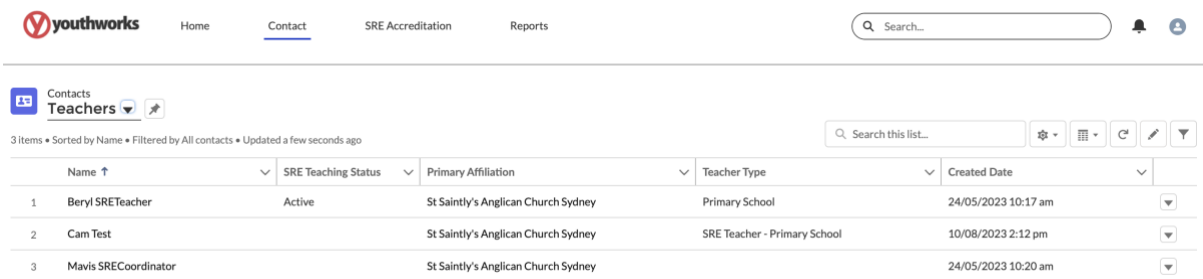 youthworks Home Contact SRE Accreditation Reports Search...
Contacts
Teachers
3 items • Sorted by Name • Filtered by All contacts • Updated a few seconds ago Search this list...
Name ↑ SRE Teaching Status Primary Affiliation Teacher Type Created Date
1 Beryl SRETeacher Active St Saintly's Anglican Church Sydney Primary School 24/05/2023 10:17 am
2 Cam Test St Saintly's Anglican Church Sydney SRE Teacher - Primary School 10/08/2023 2:12 pm
3 Mavis SRECoordinator St Saintly's Anglican Church Sydney 24/05/2023 10:20 am